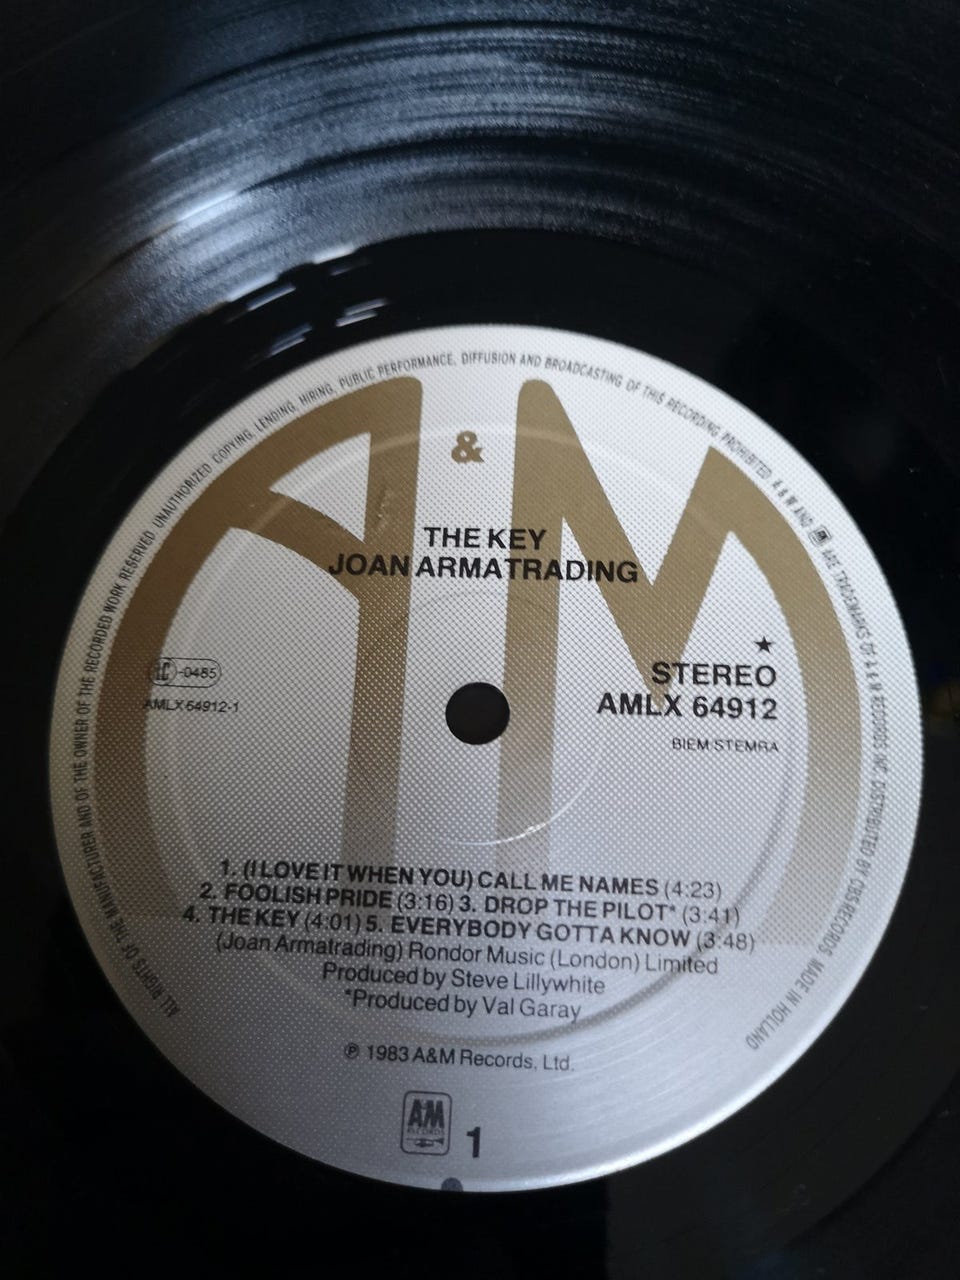 ALL RIGHTS OF THE MANUFACTURER AND OF THE OWNER OF THE RECORDED WORK RESERVED UNAUTHORIZED COPYING, LENDING, HIRING, PUBLIC PERFORMANCE, DIFFUSION AND BROADCASTING OF THIS RECORDING PROHIBITED. A & M AND ARE TRADEMARKS OF A & M RECORDS INC. DISTRIBUTED BY CBS RECORDS. MADE IN HOLLAND
A & M
THE KEY
JOAN ARMATRADING
LC-0485
AMLX 64912-1
★
STEREO
AMLX 64912
BIEM STEMRA
1. (I LOVE IT WHEN YOU) CALL ME NAMES (4:23)
2. FOOLISH PRIDE (3:16) 3. DROP THE PILOT* (3:41)
4. THE KEY (4:01) 5. EVERYBODY GOTTA KNOW (3:48)
(Joan Armatrading) Rondor Music (London) Limited
Produced by Steve Lillywhite
*Produced by Val Garay
℗ 1983 A&M Records, Ltd.
A&M
RECORDS
1